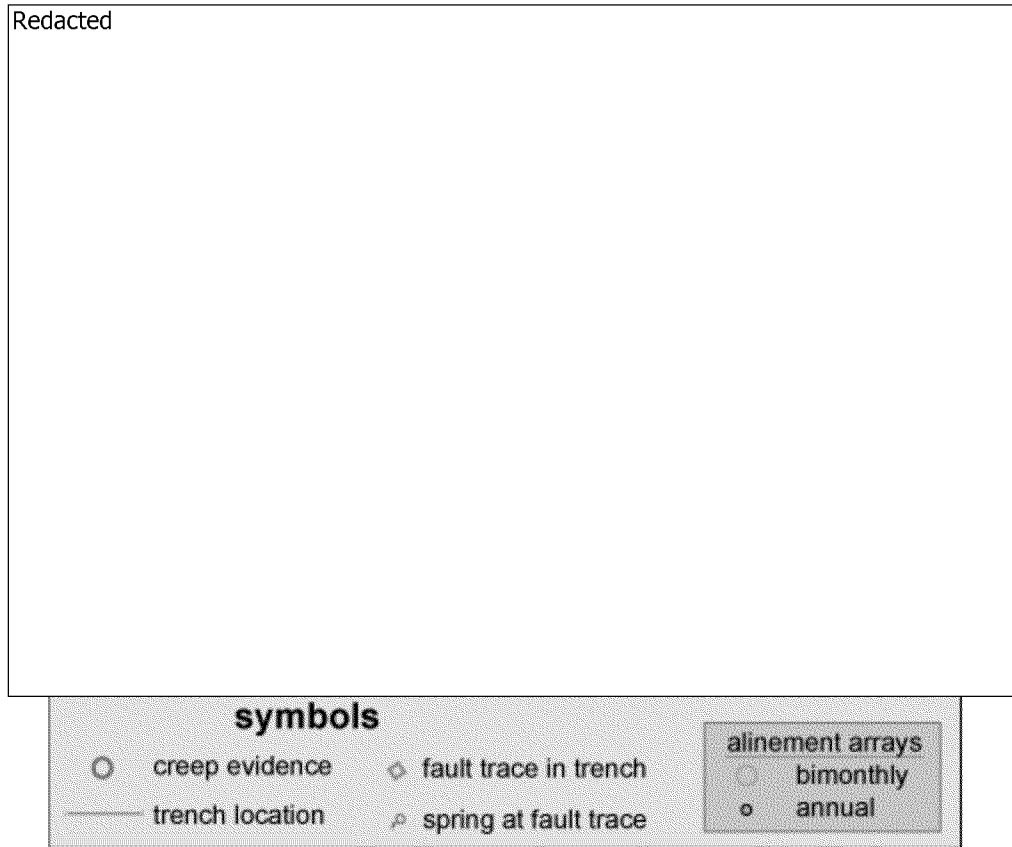 Redacted
symbols
creep evidence
fault trace in trench
trench location
spring at fault trace
alinement arrays
bimonthly
annual